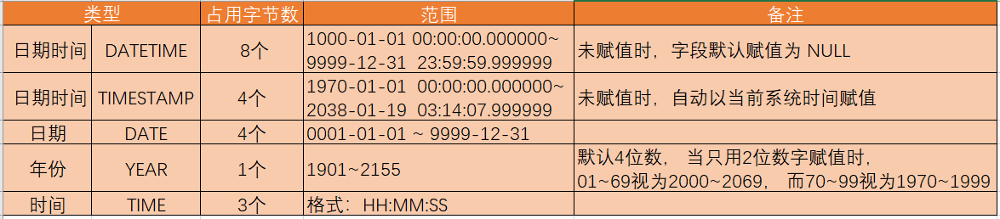 类型 占用字节数 范围 备注
日期时间 DATETIME 8个 1000-01-01 00:00:00.000000~
9999-12-31 23:59:59.999999 未赋值时，字段默认赋值为 NULL
日期时间 TIMESTAMP 4个 1970-01-01 00:00:00.000000~
2038-01-19 03:14:07.999999 未赋值时，自动以当前系统时间赋值
日期 DATE 4个 0001-01-01 ~ 9999-12-31
年份 YEAR 1个 1901~2155 默认4位数， 当只用2位数字赋值时，
01~69视为2000~2069， 而70~99视为1970~1999
时间 TIME 3个 格式：HH:MM:SS